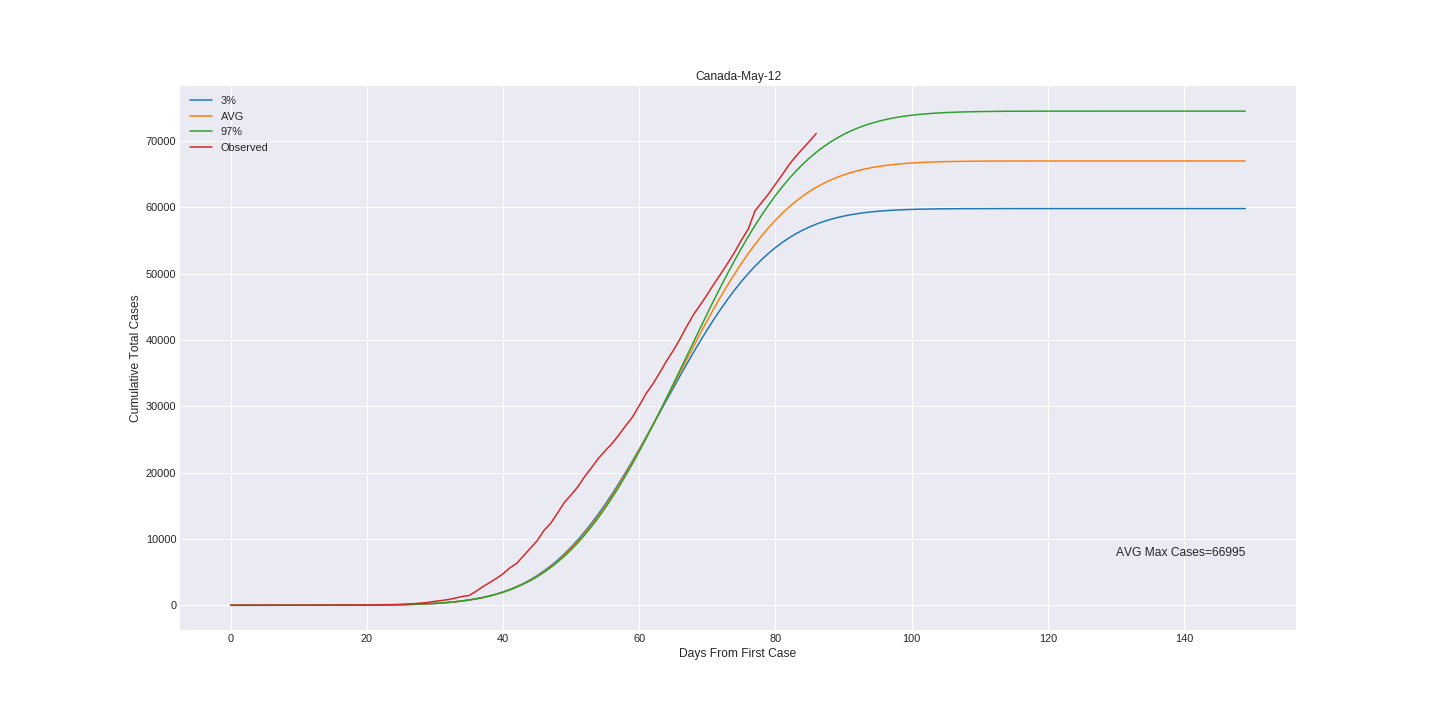 Canada-May-12
3%
AVG
97%
Observed
70000
60000
50000
40000
30000
20000
10000
0
Cumulative Total Cases
AVG Max Cases=66995
0 20 40 60 80 100 120 140
Days From First Case